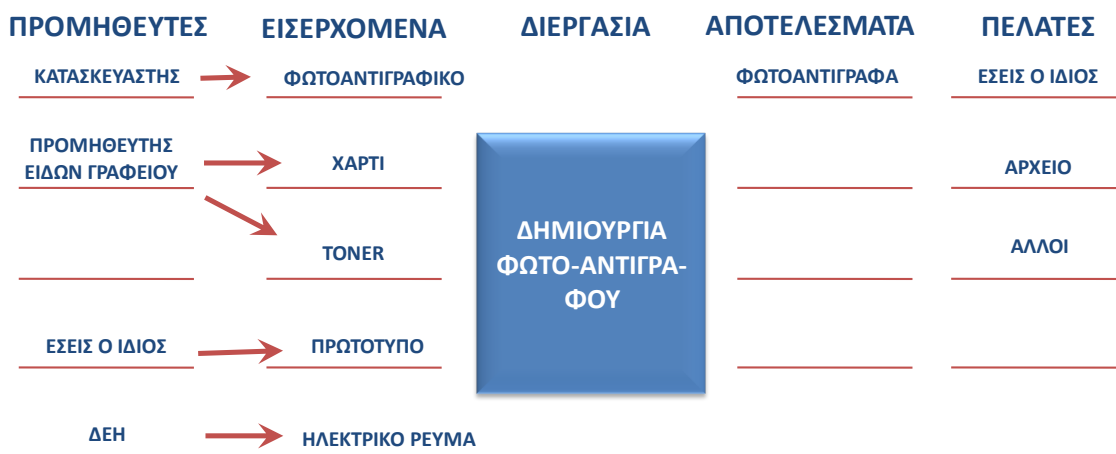 ΠΡΟΜΗΘΕΥΤΕΣ ΕΙΣΕΡΧΟΜΕΝΑ ΔΙΕΡΓΑΣΙΑ ΑΠΟΤΕΛΕΣΜΑΤΑ ΠΕΛΑΤΕΣ
ΚΑΤΑΣΚΕΥΑΣΤΗΣ ΦΩΤΟΑΝΤΙΓΡΑΦΙΚΟ ΦΩΤΟΑΝΤΙΓΡΑΦΑ ΕΣΕΙΣ Ο ΙΔΙΟΣ
ΠΡΟΜΗΘΕΥΤΗΣ
ΕΙΔΩΝ ΓΡΑΦΕΙΟΥ ΧΑΡΤΙ ΑΡΧΕΙΟ
TONER ΑΛΛΟΙ
ΔΗΜΙΟΥΡΓΙΑ
ΦΩΤΟ-ΑΝΤΙΓΡΑ-
ΦΟΥ
ΕΣΕΙΣ Ο ΙΔΙΟΣ ΠΡΩΤΟΤΥΠΟ
ΔΕΗ ΗΛΕΚΤΡΙΚΟ ΡΕΥΜΑ